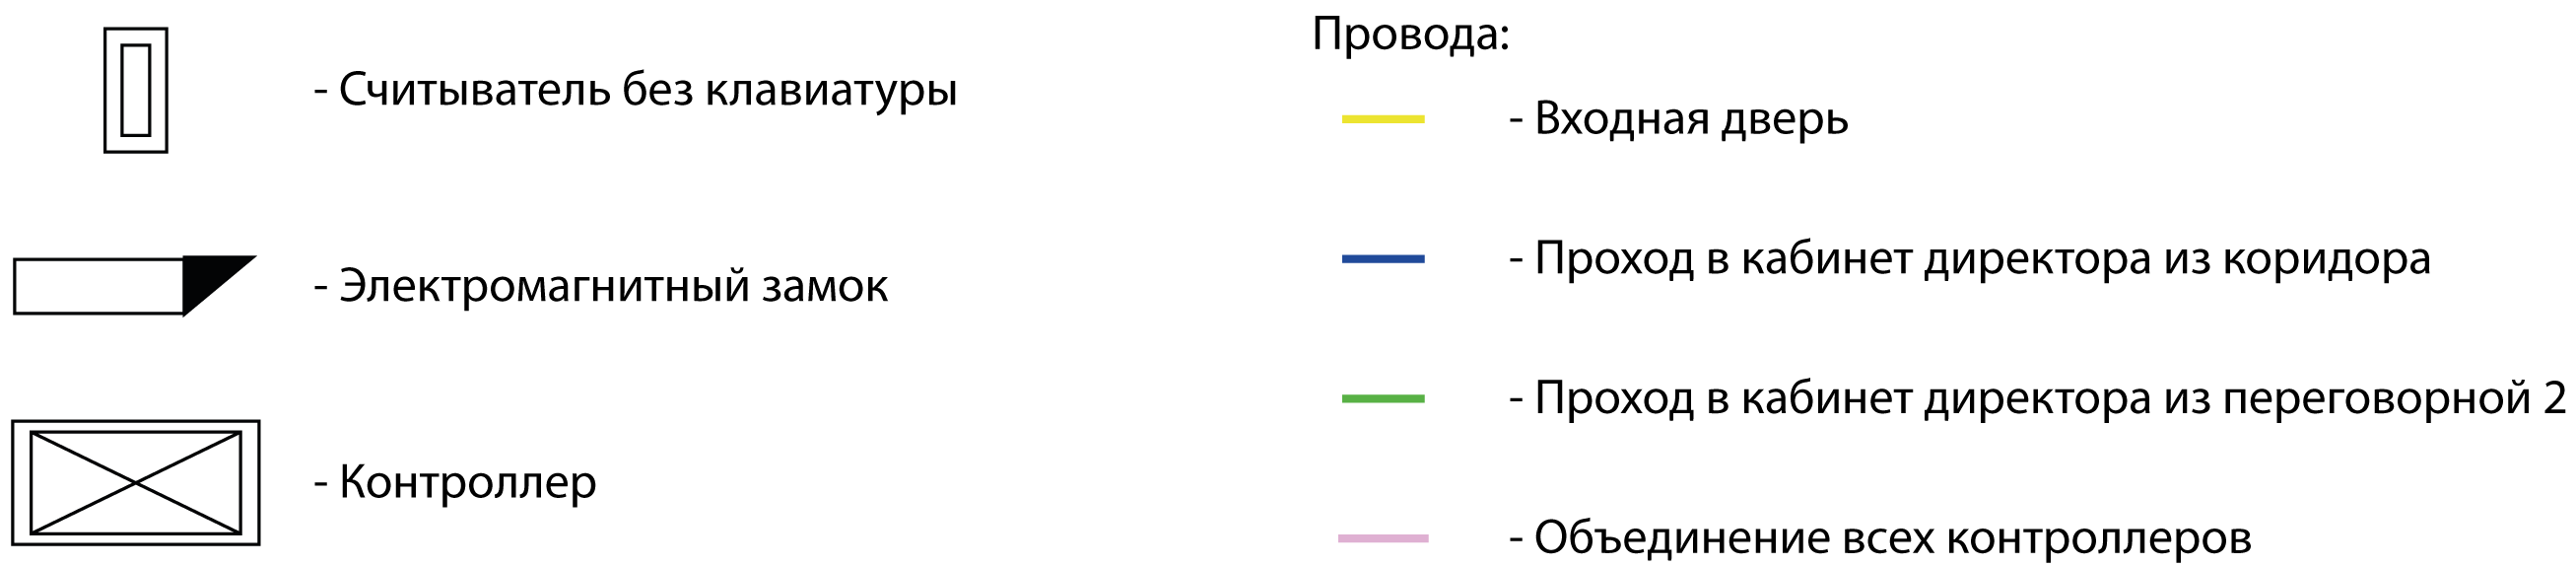 - Считыватель без клавиатуры
- Электромагнитный замок
- Контроллер
Провода:
- Входная дверь
- Проход в кабинет директора из коридора
- Проход в кабинет директора из переговорной 2
- Объединение всех контроллеров